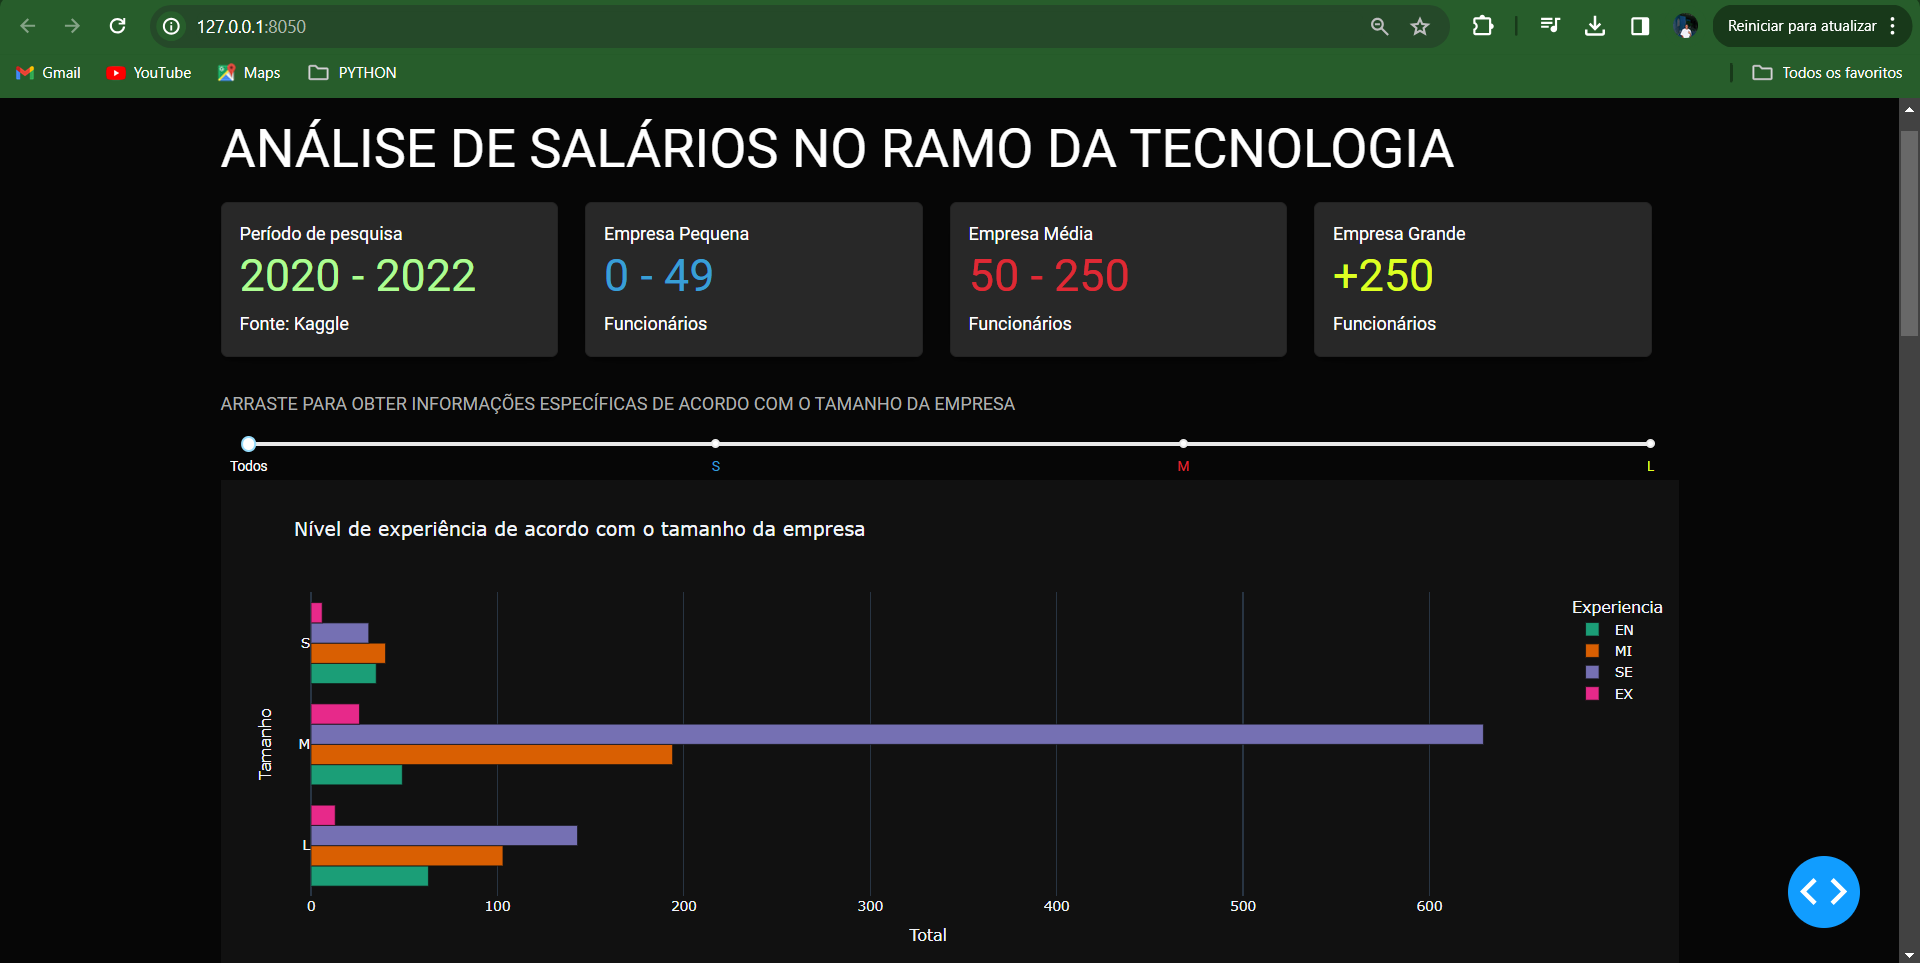 127.0.0.1:8050
Reiniciar para atualizar
Gmail YouTube Maps PYTHON Todos os favoritos
ANÁLISE DE SALÁRIOS NO RAMO DA TECNOLOGIA
Período de pesquisa
2020 - 2022
Fonte: Kaggle
Empresa Pequena
0 - 49
Funcionários
Empresa Média
50 - 250
Funcionários
Empresa Grande
+250
Funcionários
ARRASTE PARA OBTER INFORMAÇÕES ESPECÍFICAS DE ACORDO COM O TAMANHO DA EMPRESA
Todos S M L
Nível de experiência de acordo com o tamanho da empresa
Experiencia
EN
MI
SE
EX
Tamanho
S
M
L
0 100 200 300 400 500 600
Total